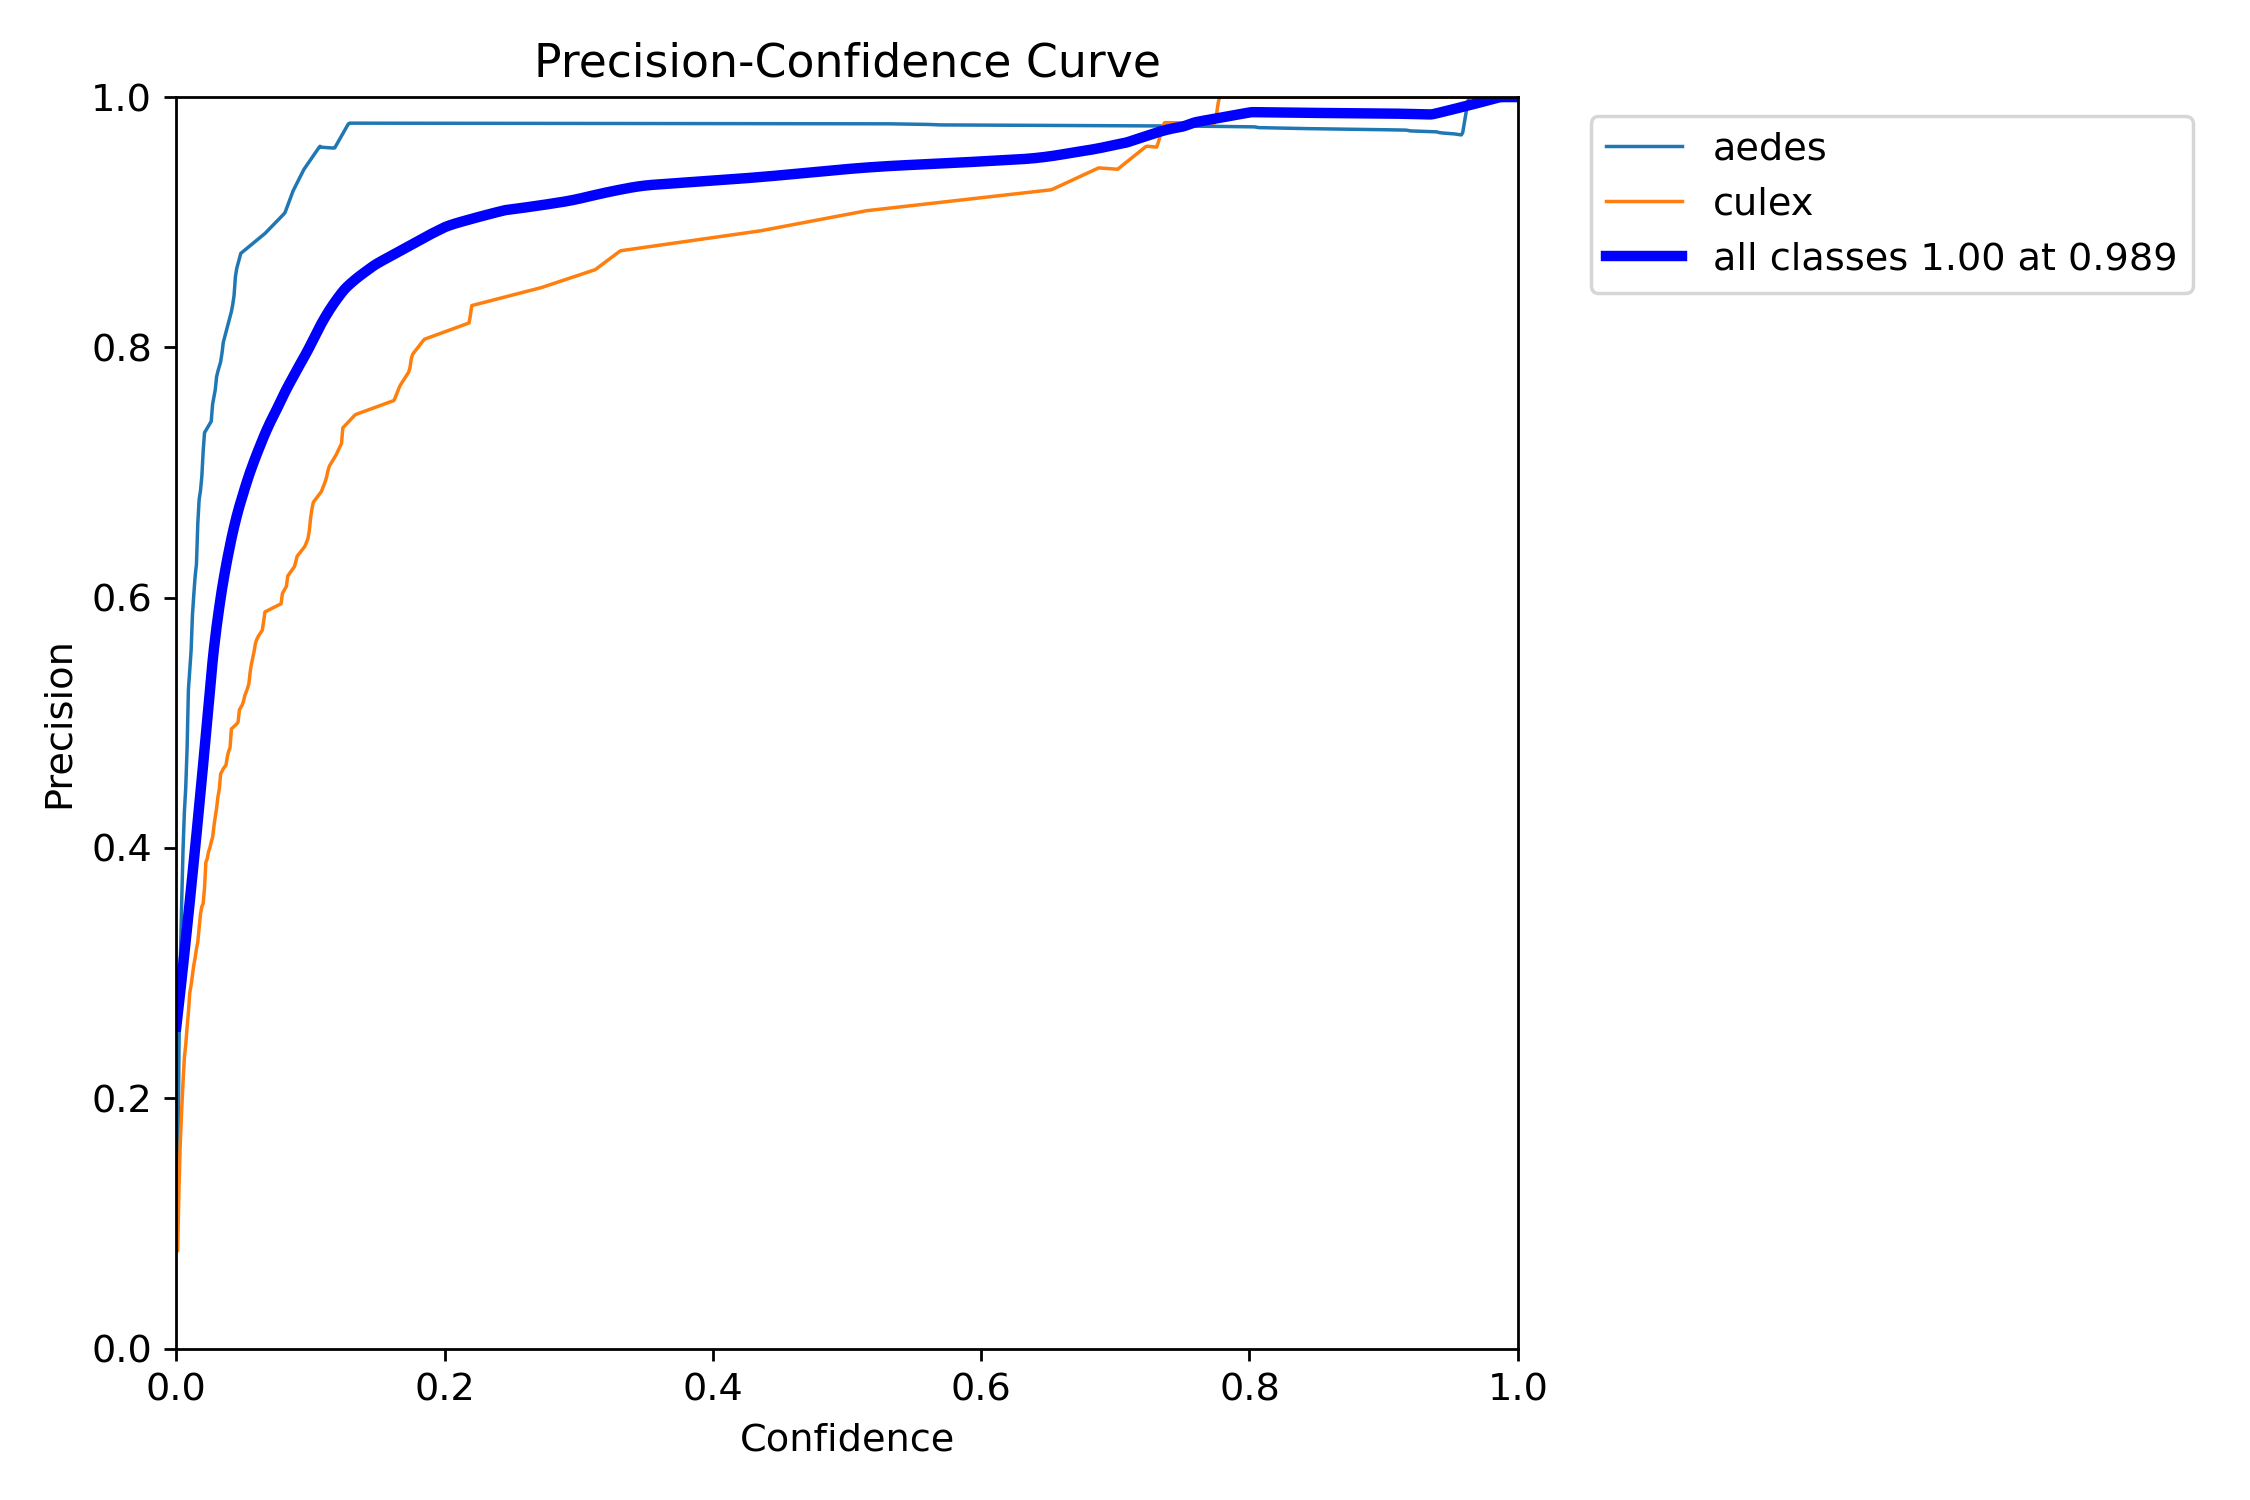 Precision-Confidence Curve
1.0
0.8
0.6
0.4
0.2
0.0
Precision
0.0 0.2 0.4 0.6 0.8 1.0
Confidence
aedes
culex
all classes 1.00 at 0.989